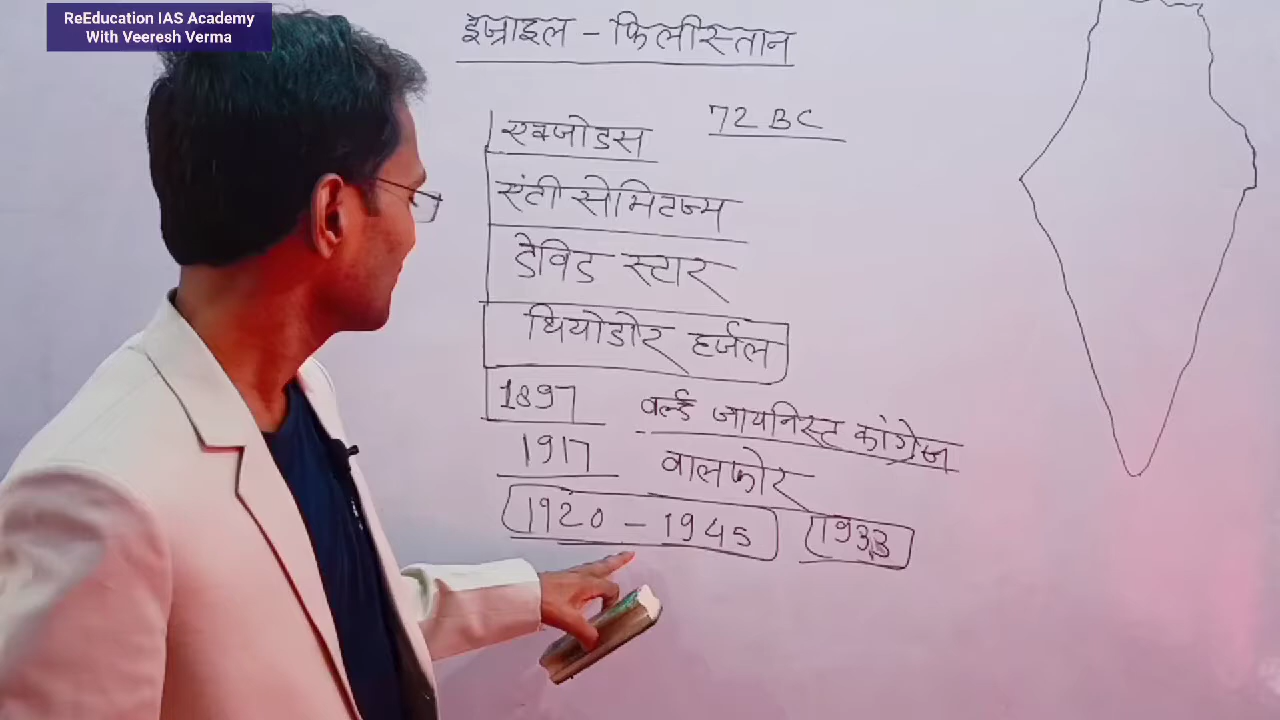 ReEducation IAS Academy
With Veeresh Verma
इज्राइल - फिलीस्तान
एक्जोडस 72 BC
एंटी सेमिटज्म
डेविड स्टार
थियोडोर हर्जल
1897 वर्ल्ड जायनिस्ट कांग्रेज
1917 वालफोर
1920 - 1945 1933